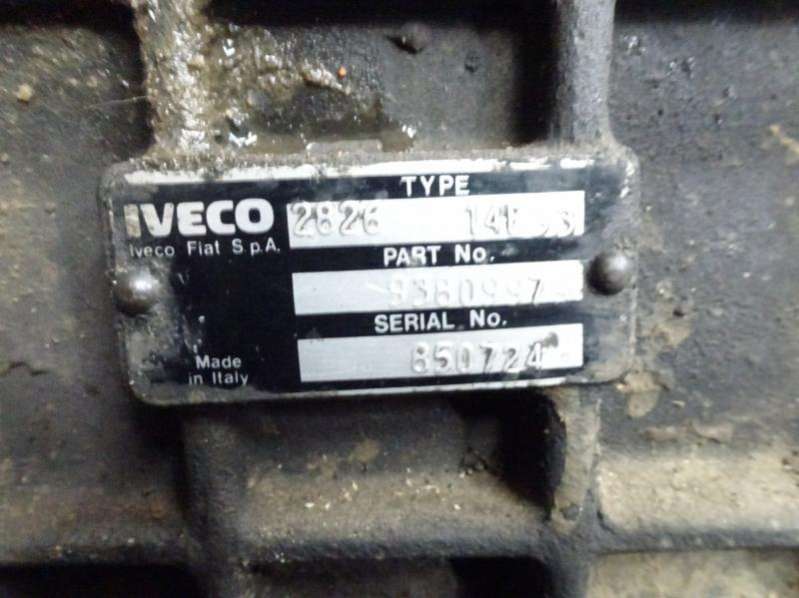 TYPE
IVECO 2826
Iveco Fiat S.p.A.
PART No.
SERIAL No.
850724
Made
in Italy